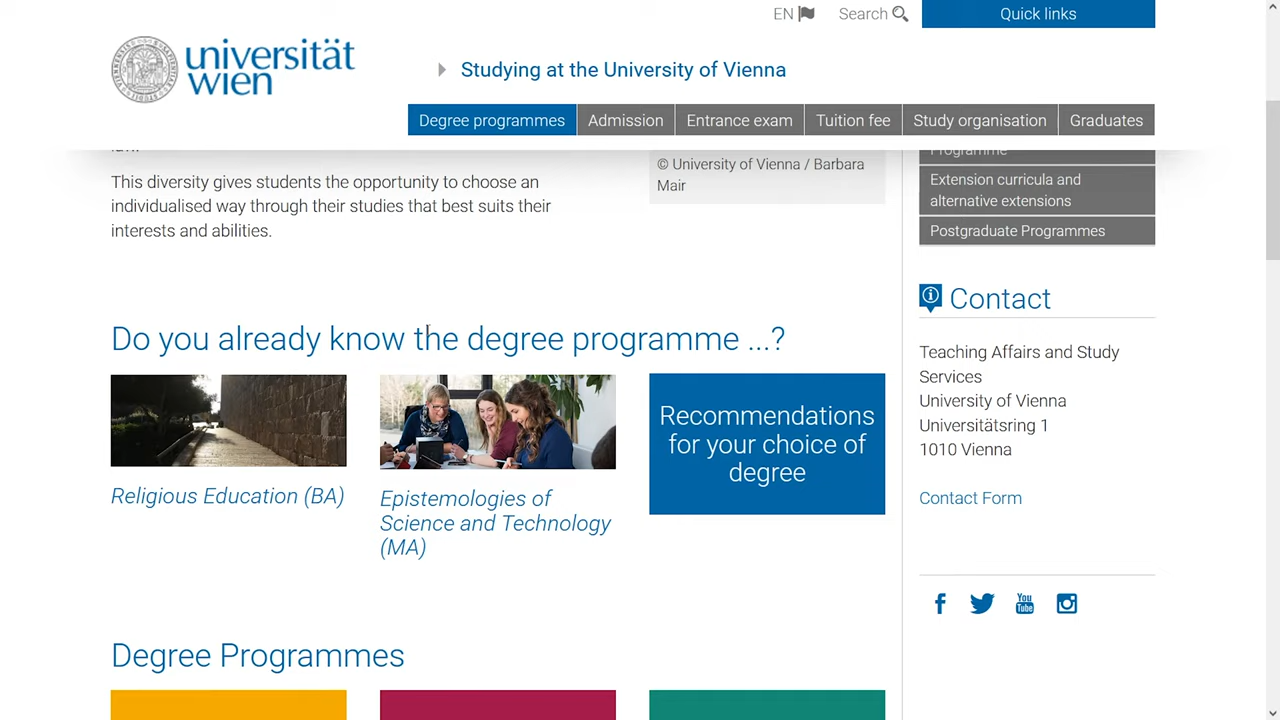 EN
Search
Quick links
universität
wien
Studying at the University of Vienna
Degree programmes
Admission
Entrance exam
Tuition fee
Study organisation
Graduates
This diversity gives students the opportunity to choose an
individualised way through their studies that best suits their
interests and abilities.
© University of Vienna / Barbara
Mair
Programme
Extension curricula and
alternative extensions
Postgraduate Programmes
Do you already know the degree programme ...?
Religious Education (BA)
Epistemologies of
Science and Technology
(MA)
Recommendations
for your choice of
degree
Contact
Teaching Affairs and Study
Services
University of Vienna
Universitätsring 1
1010 Vienna
Contact Form
You
Tube
Degree Programmes